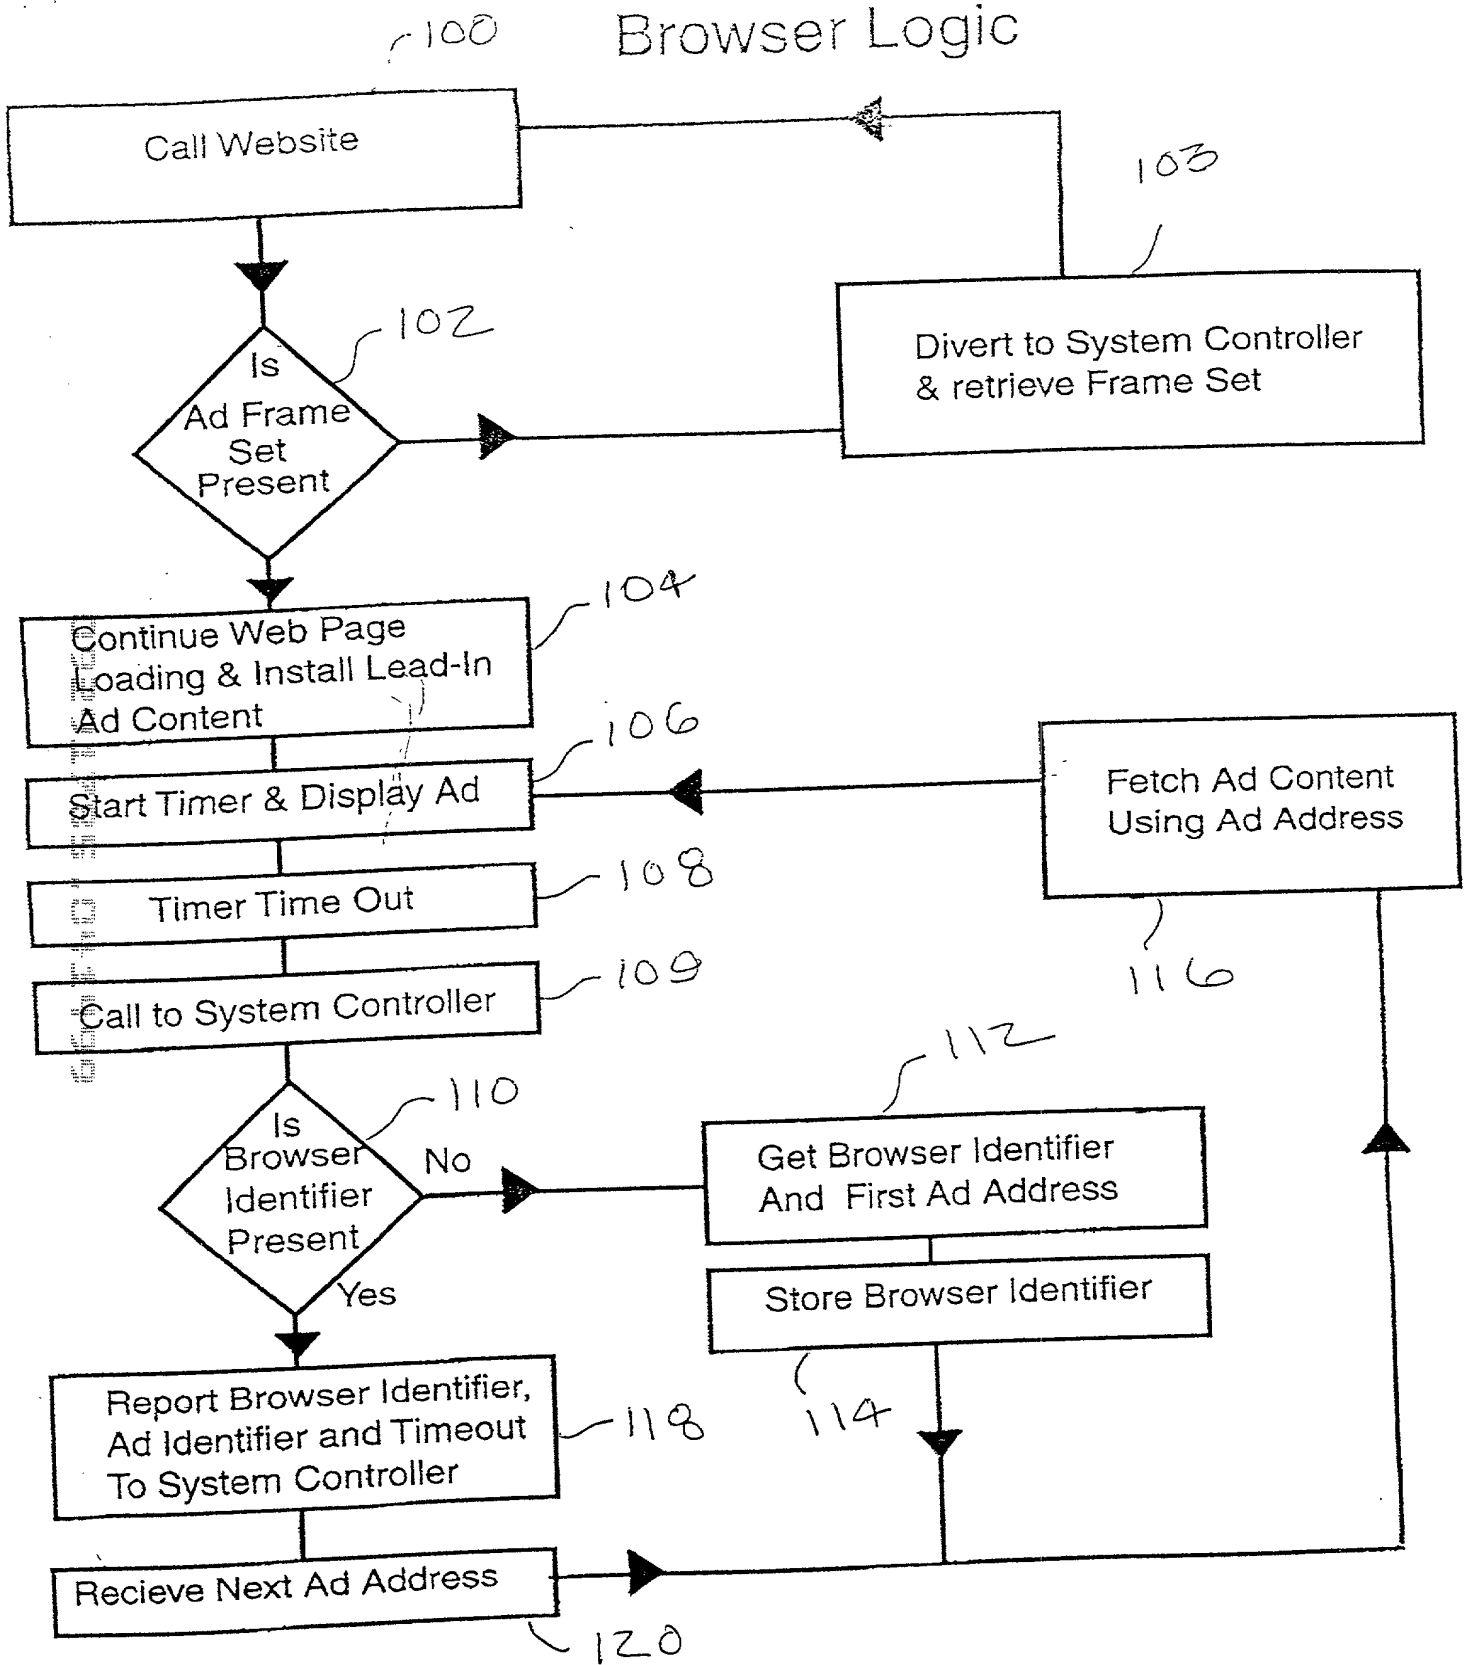 100
Browser Logic
Call Website
103
102
Divert to System Controller
& retrieve Frame Set
Is
Ad Frame
Set
Present
104
Continue Web Page
Loading & Install Lead-In
Ad Content
106
Start Timer & Display Ad
Fetch Ad Content
Using Ad Address
108
Timer Time Out
116
109
Call to System Controller
112
110
Is
Browser
Identifier
Present
No
Yes
Get Browser Identifier
And First Ad Address
Store Browser Identifier
114
Report Browser Identifier,
Ad Identifier and Timeout
To System Controller
118
Recieve Next Ad Address
120